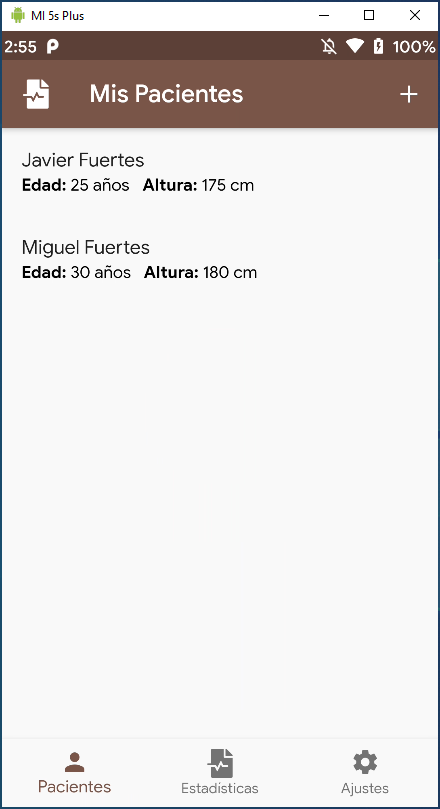 MI 5s Plus
2:55 100%
Mis Pacientes
Javier Fuertes
Edad: 25 años Altura: 175 cm
Miguel Fuertes
Edad: 30 años Altura: 180 cm
Pacientes Estadísticas Ajustes